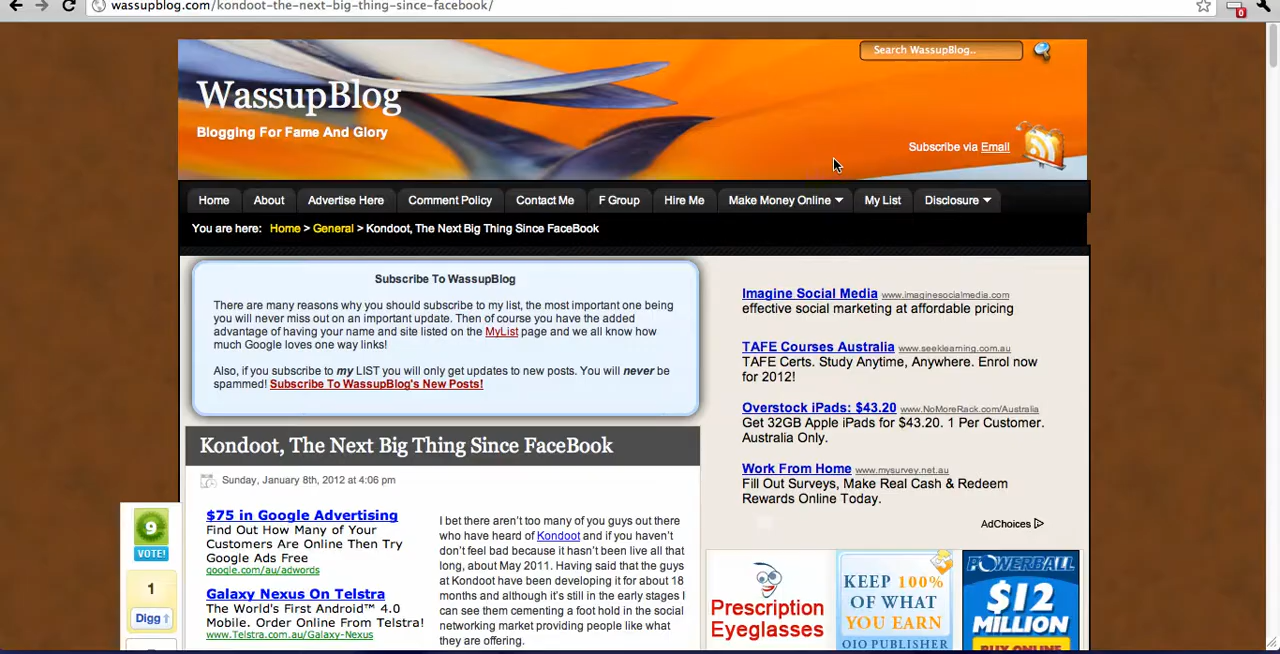 wassupblog.com/kondoot-the-next-big-thing-since-facebook/
0
Search WassupBlog..
WassupBlog
Blogging For Fame And Glory
Subscribe via Email
Home About Advertise Here Comment Policy Contact Me F Group Hire Me Make Money Online My List Disclosure
You are here: Home > General > Kondoot, The Next Big Thing Since FaceBook
Subscribe To WassupBlog
There are many reasons why you should subscribe to my list, the most important one being
you will never miss out on an important update. Then of course you have the added
advantage of having your name and site listed on the MyList page and we all know how
much Google loves one way links!
Also, if you subscribe to my LIST you will only get updates to new posts. You will never be
spammed! Subscribe To WassupBlog's New Posts!
Imagine Social Media www.imaginesocialmedia.com
effective social marketing at affordable pricing
TAFE Courses Australia www.seeklearning.com.au
TAFE Certs. Study Anytime, Anywhere. Enrol now
for 2012!
Overstock iPads: $43.20 www.NoMoreRack.com/Australia
Get 32GB Apple iPads for $43.20. 1 Per Customer.
Australia Only.
Work From Home www.mysurvey.net.au
Fill Out Surveys, Make Real Cash & Redeem
Rewards Online Today.
AdChoices
Kondoot, The Next Big Thing Since FaceBook
Sunday, January 8th, 2012 at 4:06 pm
9
VOTE!
1
Digg
$75 in Google Advertising
Find Out How Many of Your
Customers Are Online Then Try
Google Ads Free
google.com/au/adwords
Galaxy Nexus On Telstra
The World's First Android™ 4.0
Mobile. Order Online From Telstra!
www.Telstra.com.au/Galaxy-Nexus
I bet there aren't too many of you guys out there
who have heard of Kondoot and if you haven't
don't feel bad because it hasn't been live all that
long, about May 2011. Having said that the guys
at Kondoot have been developing it for about 18
months and although it's still in the early stages I
can see them cementing a foot hold in the social
networking market providing people like what
they are offering.
Prescription
Eyeglasses
KEEP 100%
OF WHAT
YOU EARN
OIO PUBLISHER
POWERBALL
$12
MILLION
BUY ONLINE